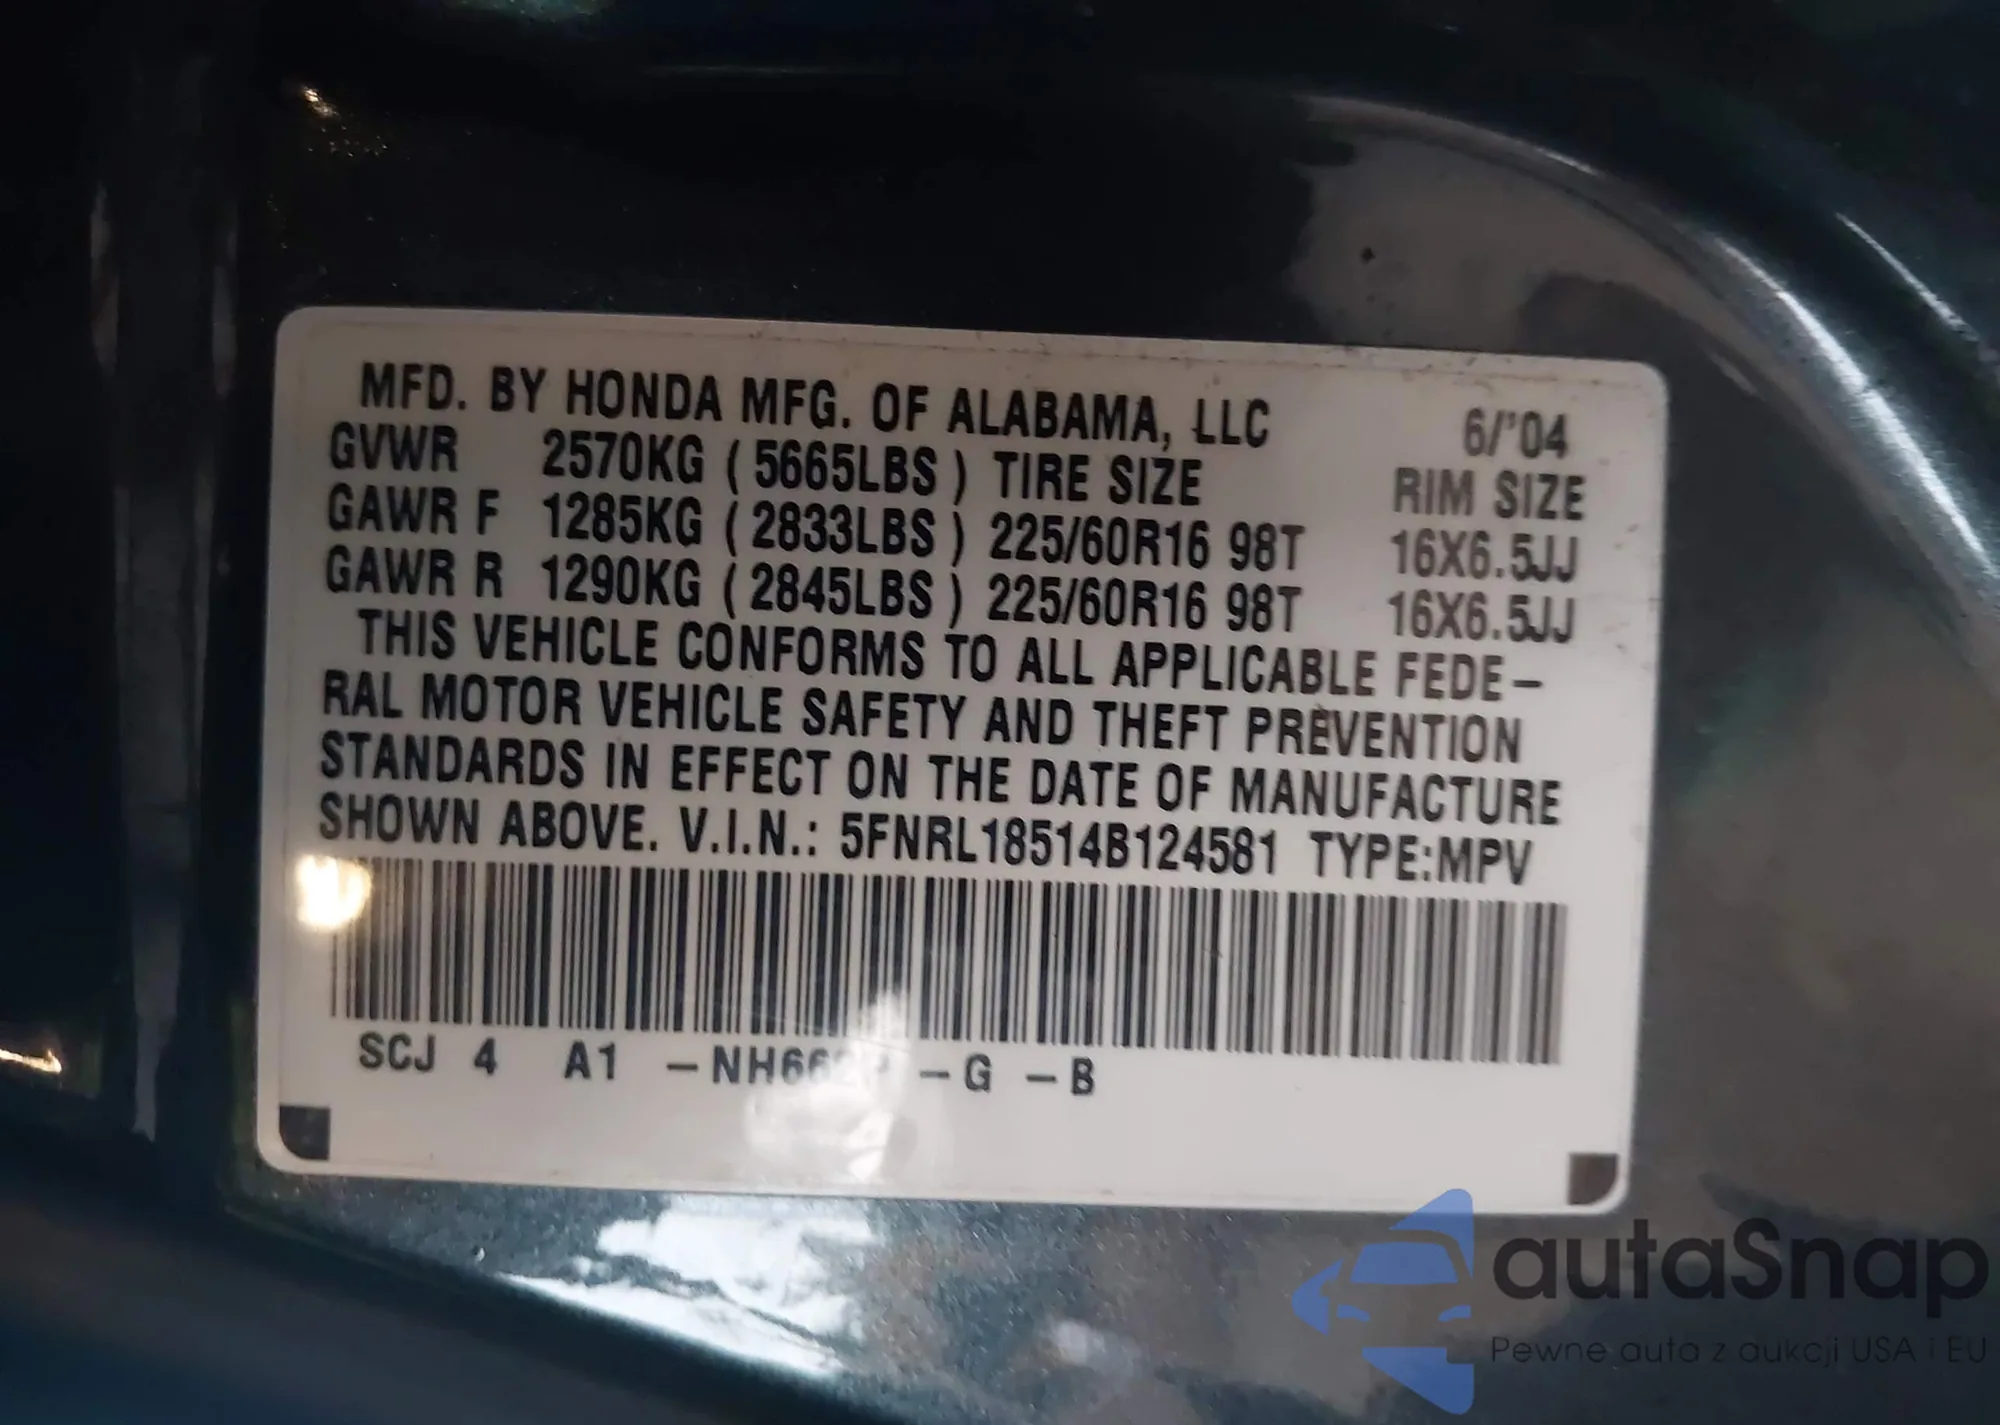 MFD. BY HONDA MFG. OF ALABAMA, LLC 6/'04
GVWR 2570KG ( 5665LBS ) TIRE SIZE RIM SIZE
GAWR F 1285KG ( 2833LBS ) 225/60R16 98T 16X6.5JJ
GAWR R 1290KG ( 2845LBS ) 225/60R16 98T 16X6.5JJ
THIS VEHICLE CONFORMS TO ALL APPLICABLE FEDE-
RAL MOTOR VEHICLE SAFETY AND THEFT PREVENTION
STANDARDS IN EFFECT ON THE DATE OF MANUFACTURE
SHOWN ABOVE. V.I.N.: 5FNRL18514B124581 TYPE:MPV
SCJ 4 A1 -G -B
autaSnap
Pewne auta z aukcji USA i EU